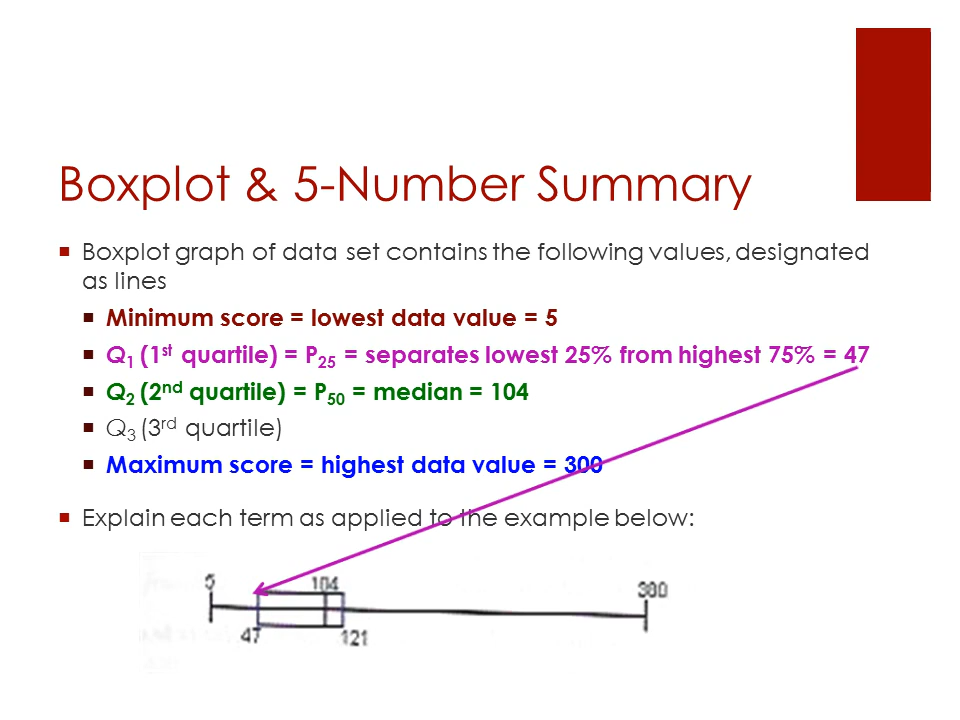 Boxplot & 5-Number Summary
■ Boxplot graph of data set contains the following values, designated
as lines
■ Minimum score = lowest data value = 5
■ Q1 (1st quartile) = P25 = separates lowest 25% from highest 75% = 47
■ Q2 (2nd quartile) = P50 = median = 104
■ Q3 (3rd quartile)
■ Maximum score = highest data value = 300
■ Explain each term as applied to the example below:
5 104 300
47 121